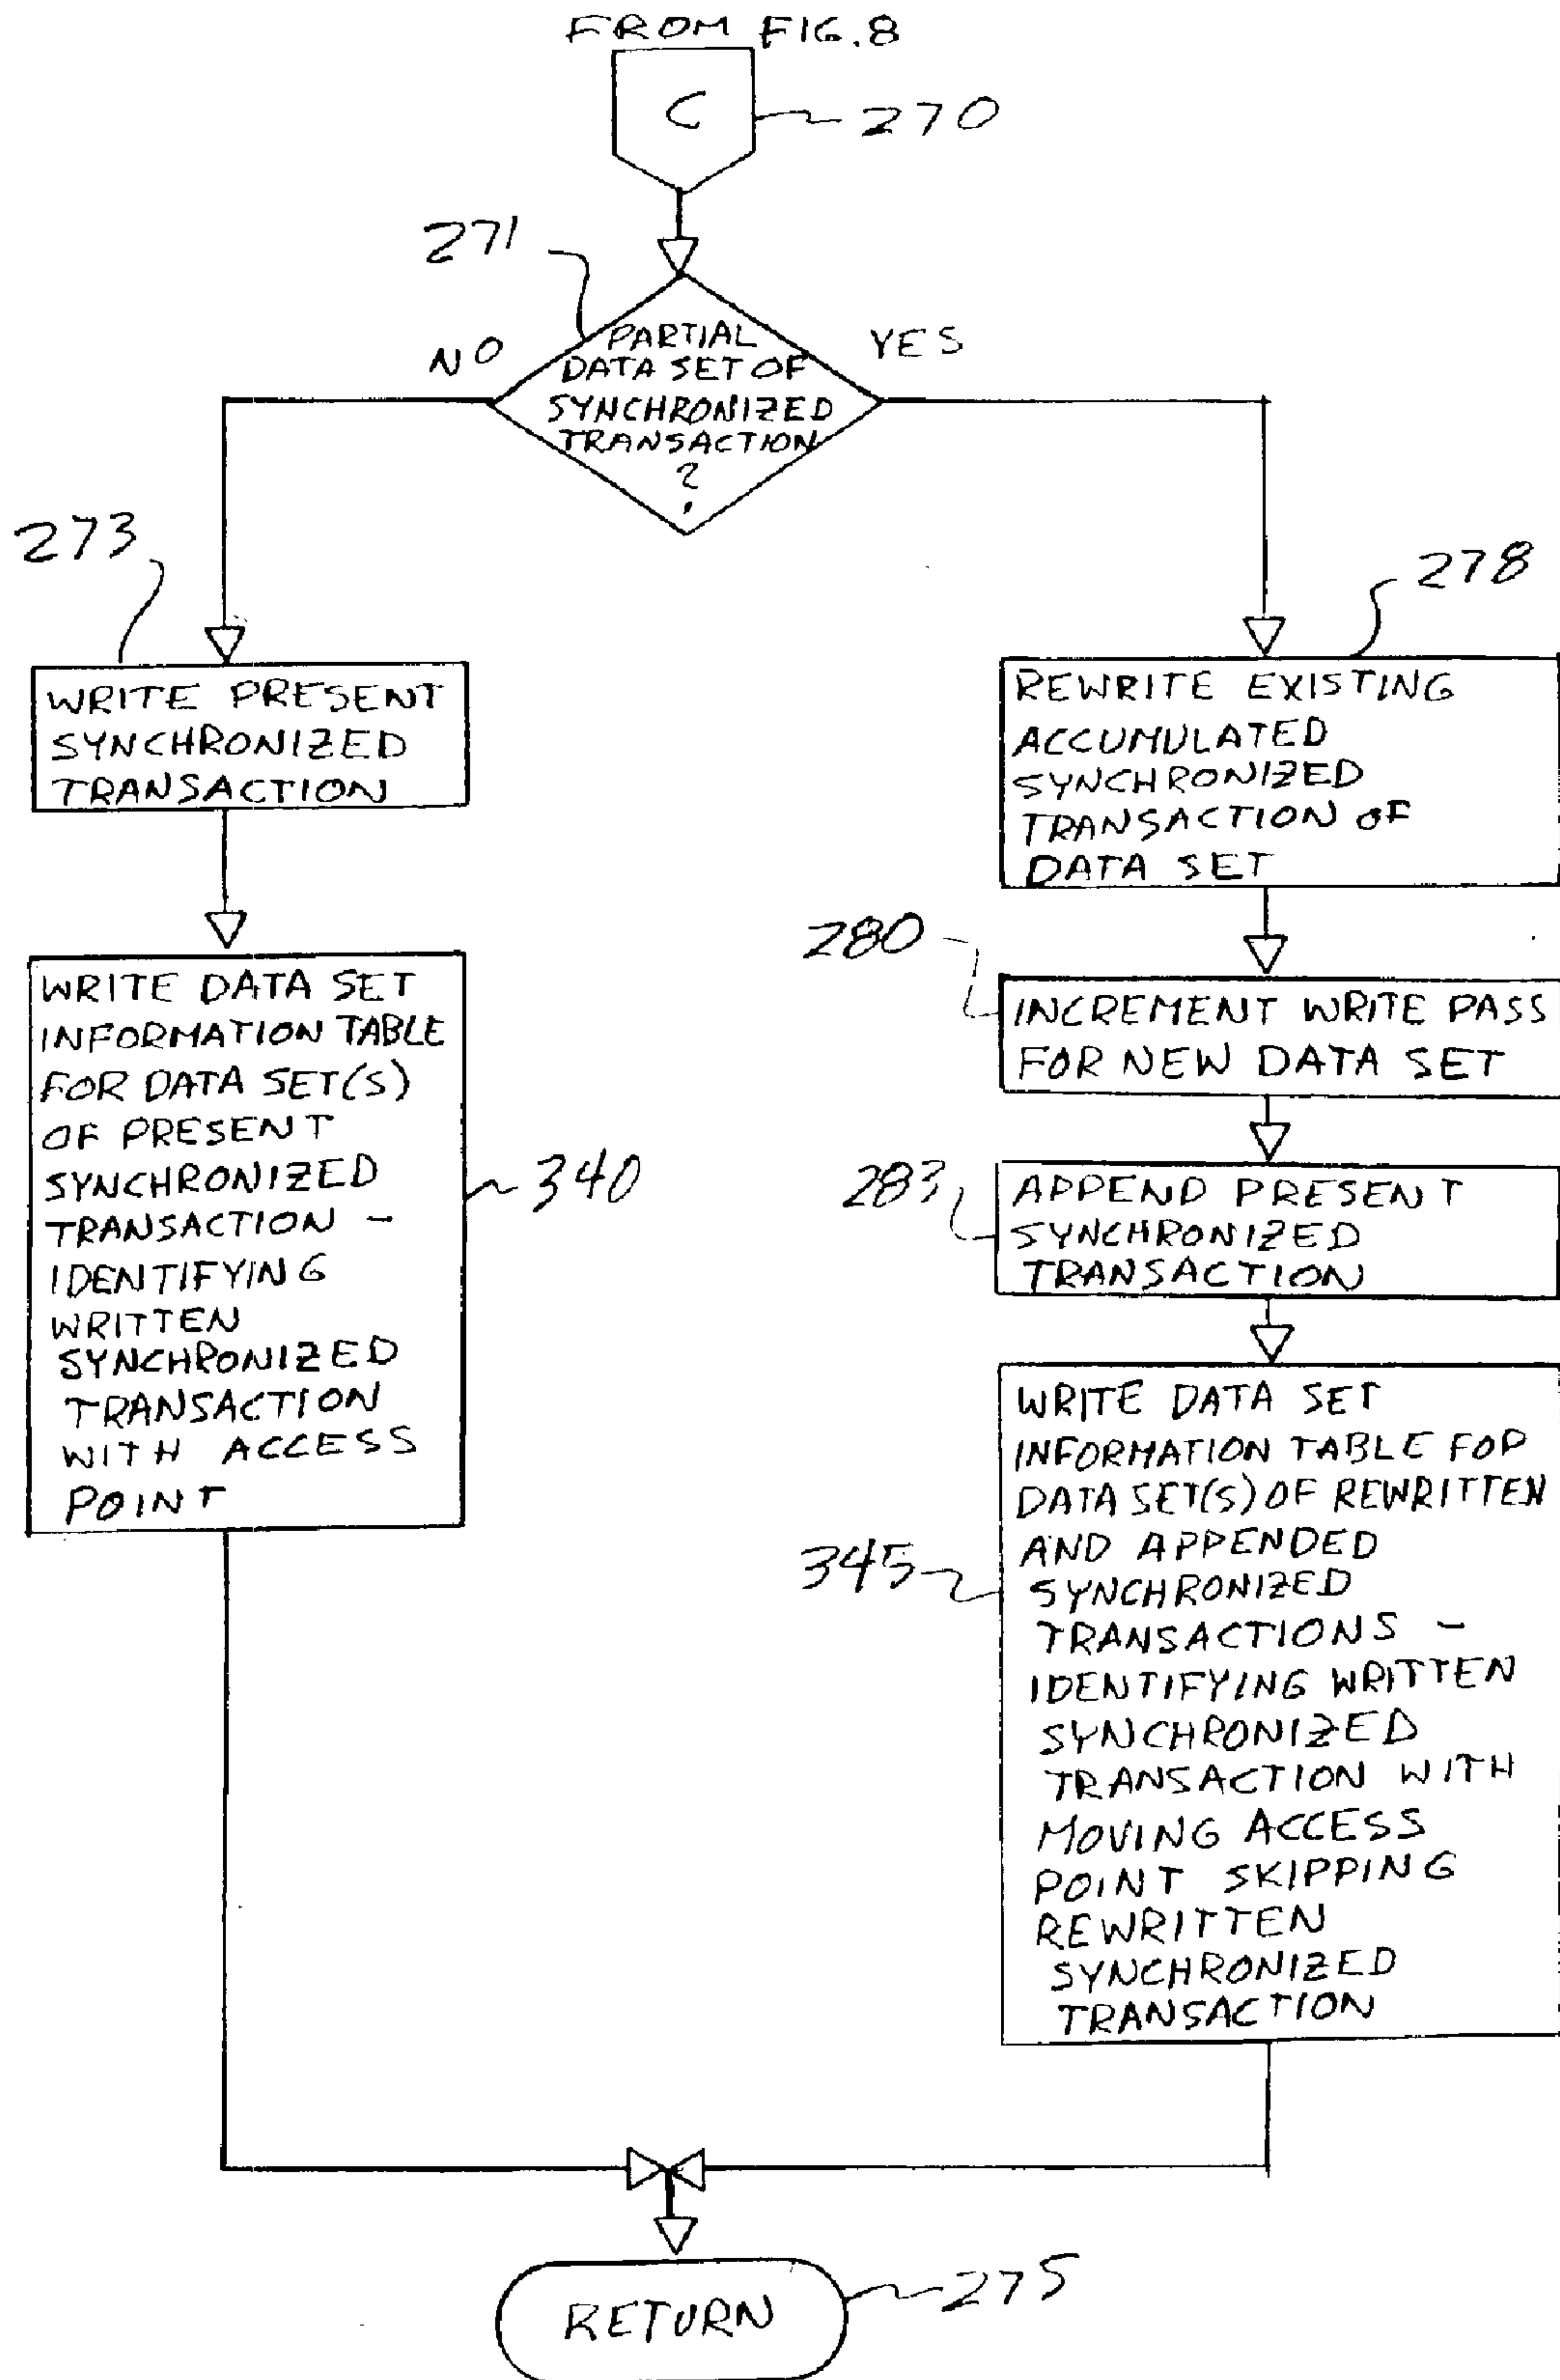 FROM FIG.8
C
270
271
PARTIAL
DATA SET OF
SYNCHRONIZED
TRANSACTION
?
NO
YES
273
WRITE PRESENT
SYNCHRONIZED
TRANSACTION
WRITE DATA SET
INFORMATION TABLE
FOR DATA SET(S)
OF PRESENT
SYNCHRONIZED
TRANSACTION -
IDENTIFYING
WRITTEN
SYNCHRONIZED
TRANSACTION
WITH ACCESS
POINT
340
278
REWRITE EXISTING
ACCUMULATED
SYNCHRONIZED
TRANSACTION OF
DATA SET
280
INCREMENT WRITE PASS
FOR NEW DATA SET
283
APPEND PRESENT
SYNCHRONIZED
TRANSACTION
345
WRITE DATA SET
INFORMATION TABLE FOR
DATA SET(S) OF REWRITTEN
AND APPENDED
SYNCHRONIZED
TRANSACTIONS -
IDENTIFYING WRITTEN
SYNCHRONIZED
TRANSACTION WITH
MOVING ACCESS
POINT SKIPPING
REWRITTEN
SYNCHRONIZED
TRANSACTION
RETURN
275